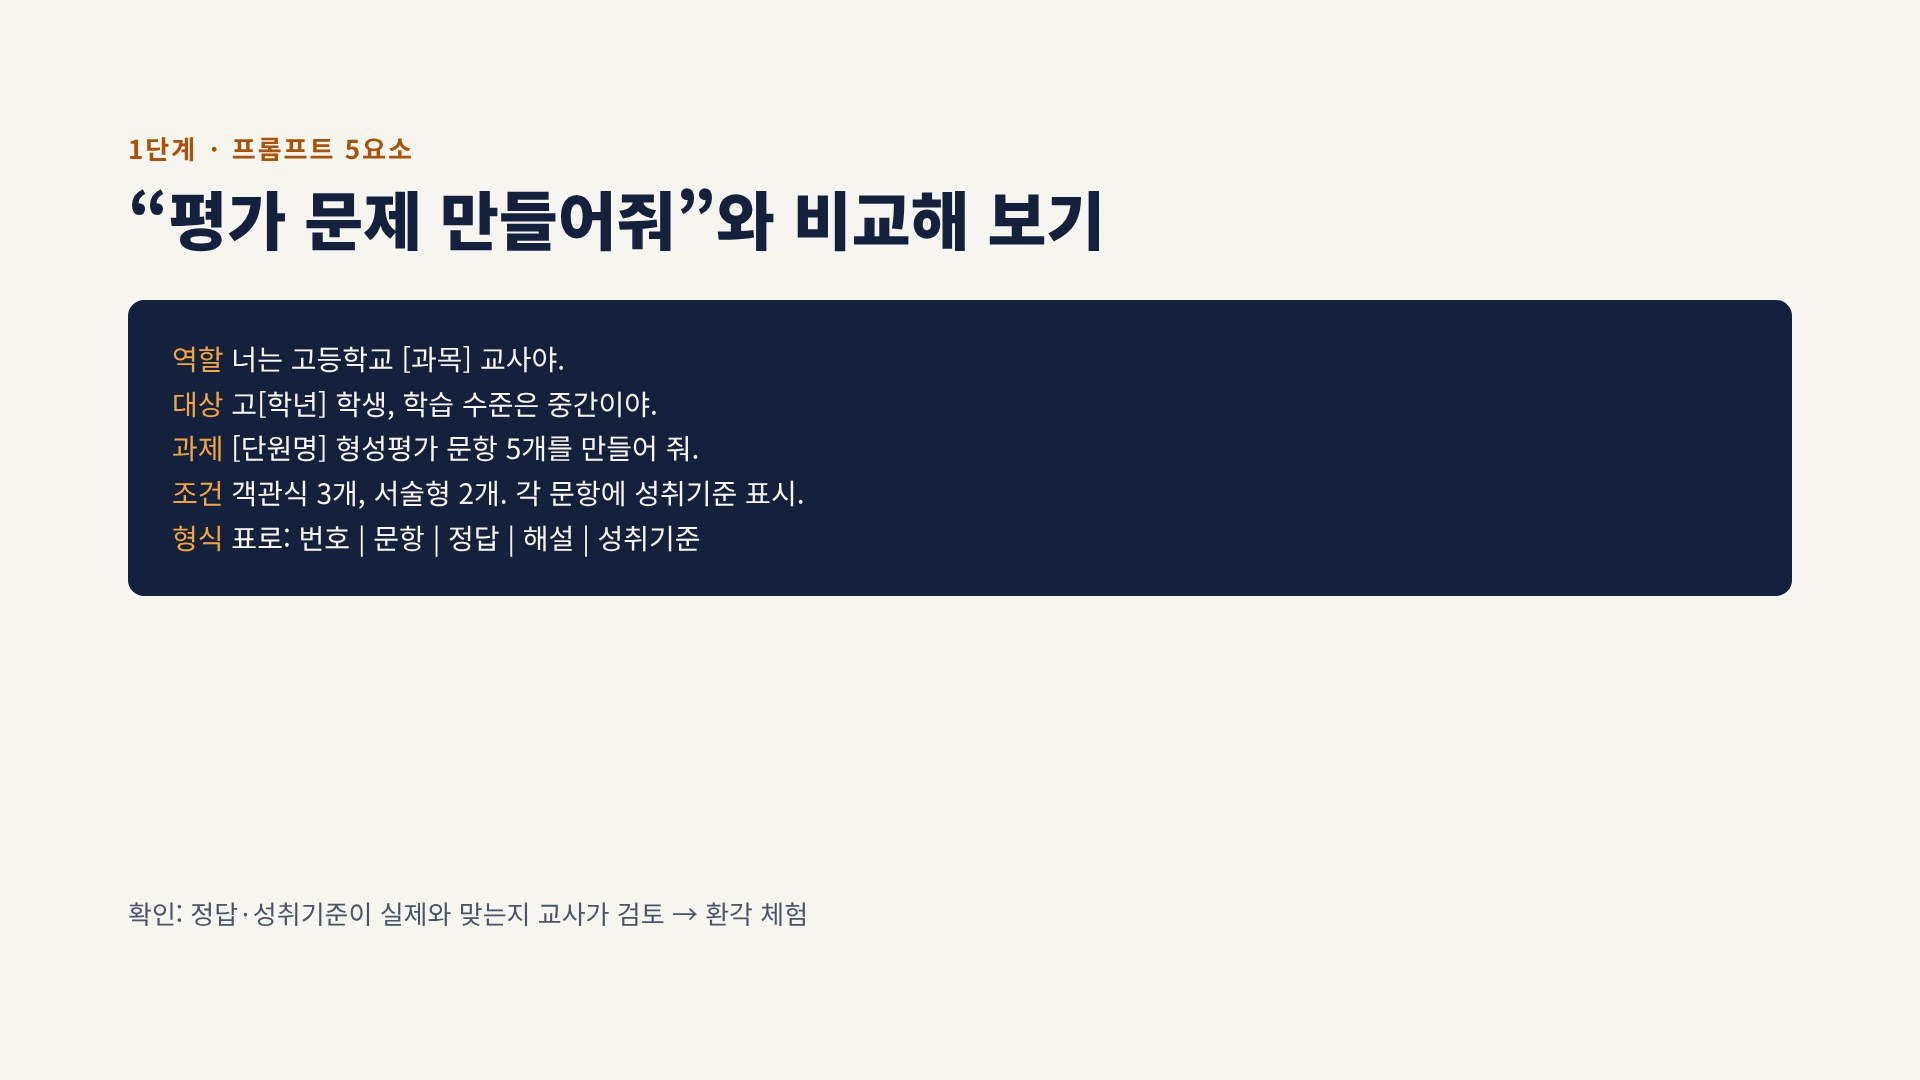 1단계 · 프롬프트 5요소
“평가 문제 만들어줘”와 비교해 보기
역할 너는 고등학교 [과목] 교사야.
대상 고[학년] 학생, 학습 수준은 중간이야.
과제 [단원명] 형성평가 문항 5개를 만들어 줘.
조건 객관식 3개, 서술형 2개. 각 문항에 성취기준 표시.
형식 표로: 번호 | 문항 | 정답 | 해설 | 성취기준
확인: 정답·성취기준이 실제와 맞는지 교사가 검토 → 환각 체험